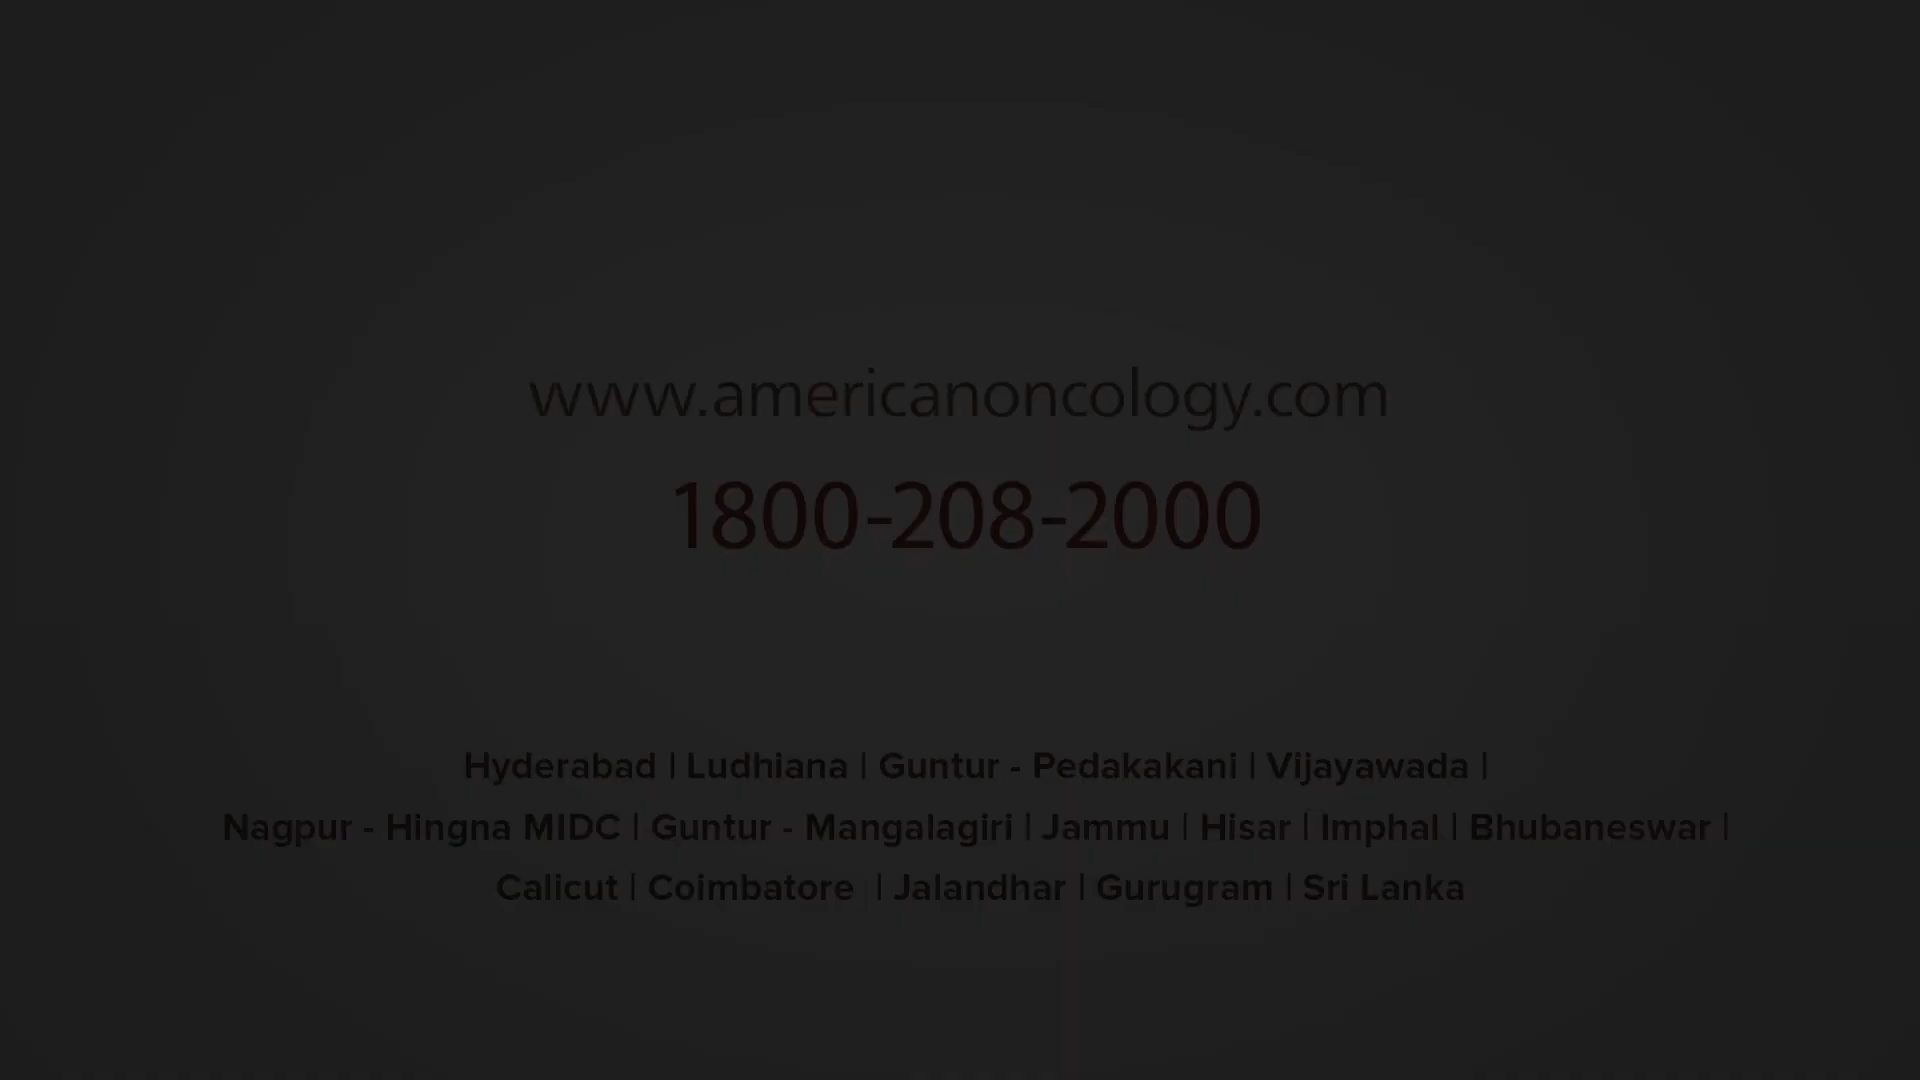 www.americanoncology.com
1800-208-2000
Hyderabad | Ludhiana | Guntur - Pedakakani | Vijayawada |
Nagpur - Hingna MIDC | Guntur - Mangalagiri | Jammu | Hisar | Imphal | Bhubaneswar |
Calicut | Coimbatore | Jalandhar | Gurugram | Sri Lanka